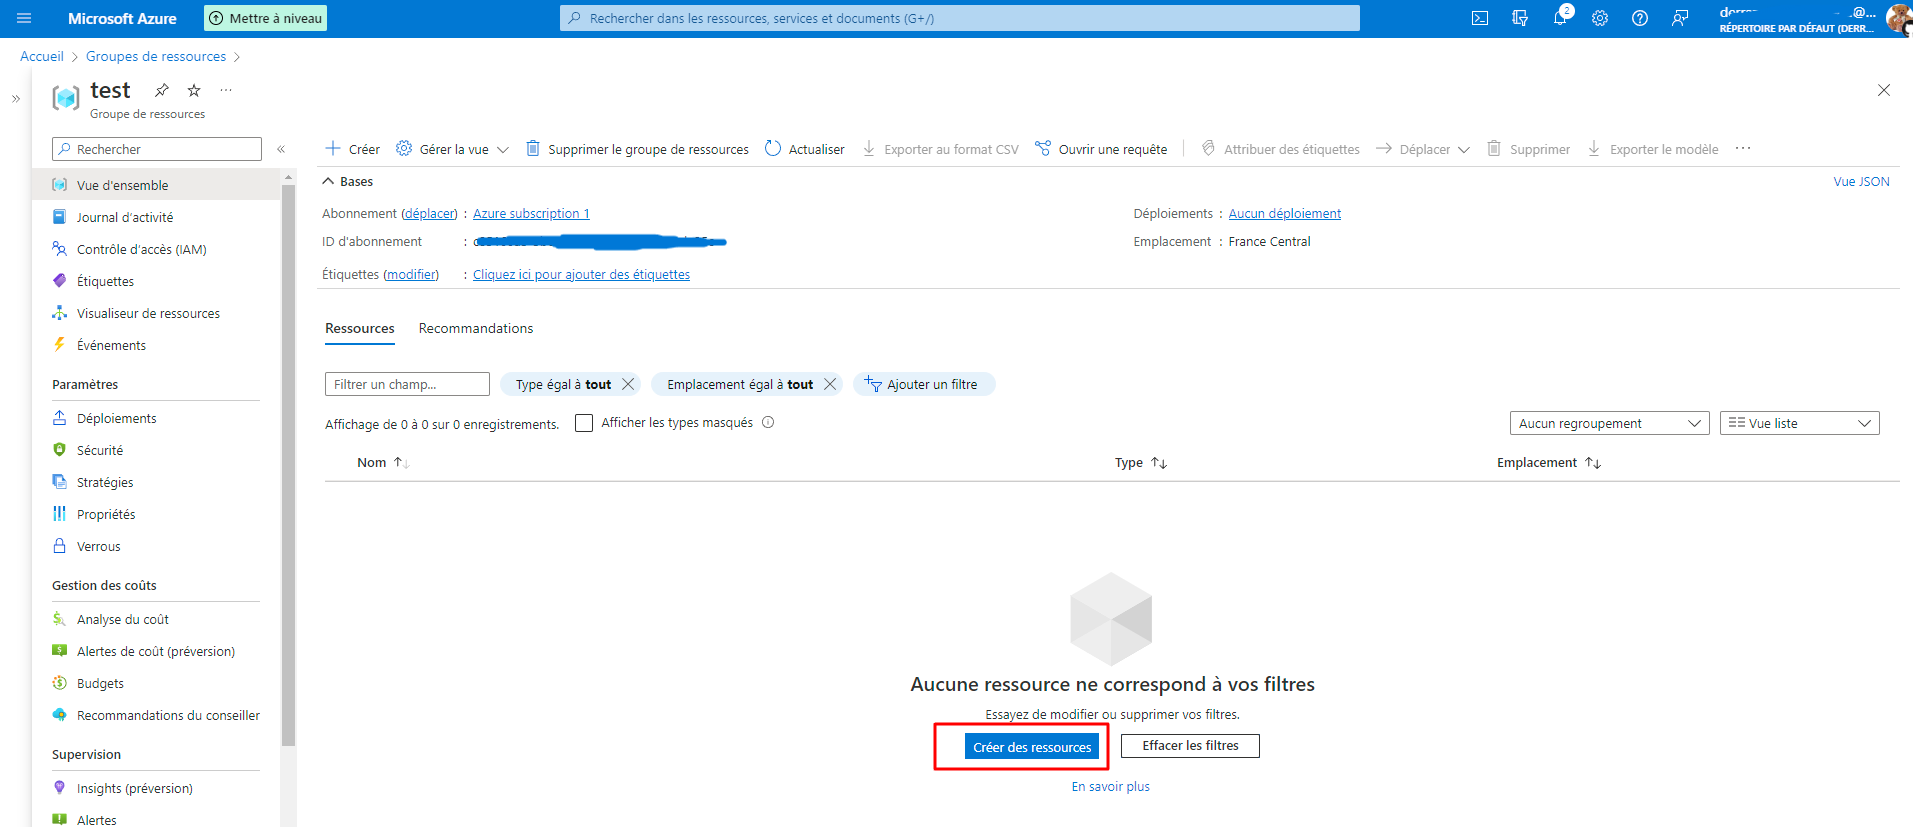 Microsoft Azure
Mettre à niveau
Rechercher dans les ressources, services et documents (G+/)
2
@...
RÉPERTOIRE PAR DÉFAUT (DERR...
Accueil > Groupes de ressources >
test ...
Groupe de ressources
Rechercher
Vue d'ensemble
Journal d'activité
Contrôle d'accès (IAM)
Étiquettes
Visualiseur de ressources
Événements
Paramètres
Déploiements
Sécurité
Stratégies
Propriétés
Verrous
Gestion des coûts
Analyse du coût
Alertes de coût (préversion)
Budgets
Recommandations du conseiller
Supervision
Insights (préversion)
Alertes
Créer Gérer la vue Supprimer le groupe de ressources Actualiser Exporter au format CSV Ouvrir une requête Attribuer des étiquettes Déplacer Supprimer Exporter le modèle ...
Bases
Vue JSON
Abonnement (déplacer) : Azure subscription 1
Déploiements : Aucun déploiement
ID d'abonnement :
Emplacement : France Central
Étiquettes (modifier) : Cliquez ici pour ajouter des étiquettes
Ressources Recommandations
Filtrer un champ... Type égal à tout Emplacement égal à tout Ajouter un filtre
Affichage de 0 à 0 sur 0 enregistrements. Afficher les types masqués
Aucun regroupement Vue liste
Nom Type Emplacement
Aucune ressource ne correspond à vos filtres
Essayez de modifier ou supprimer vos filtres.
Créer des ressources Effacer les filtres
En savoir plus